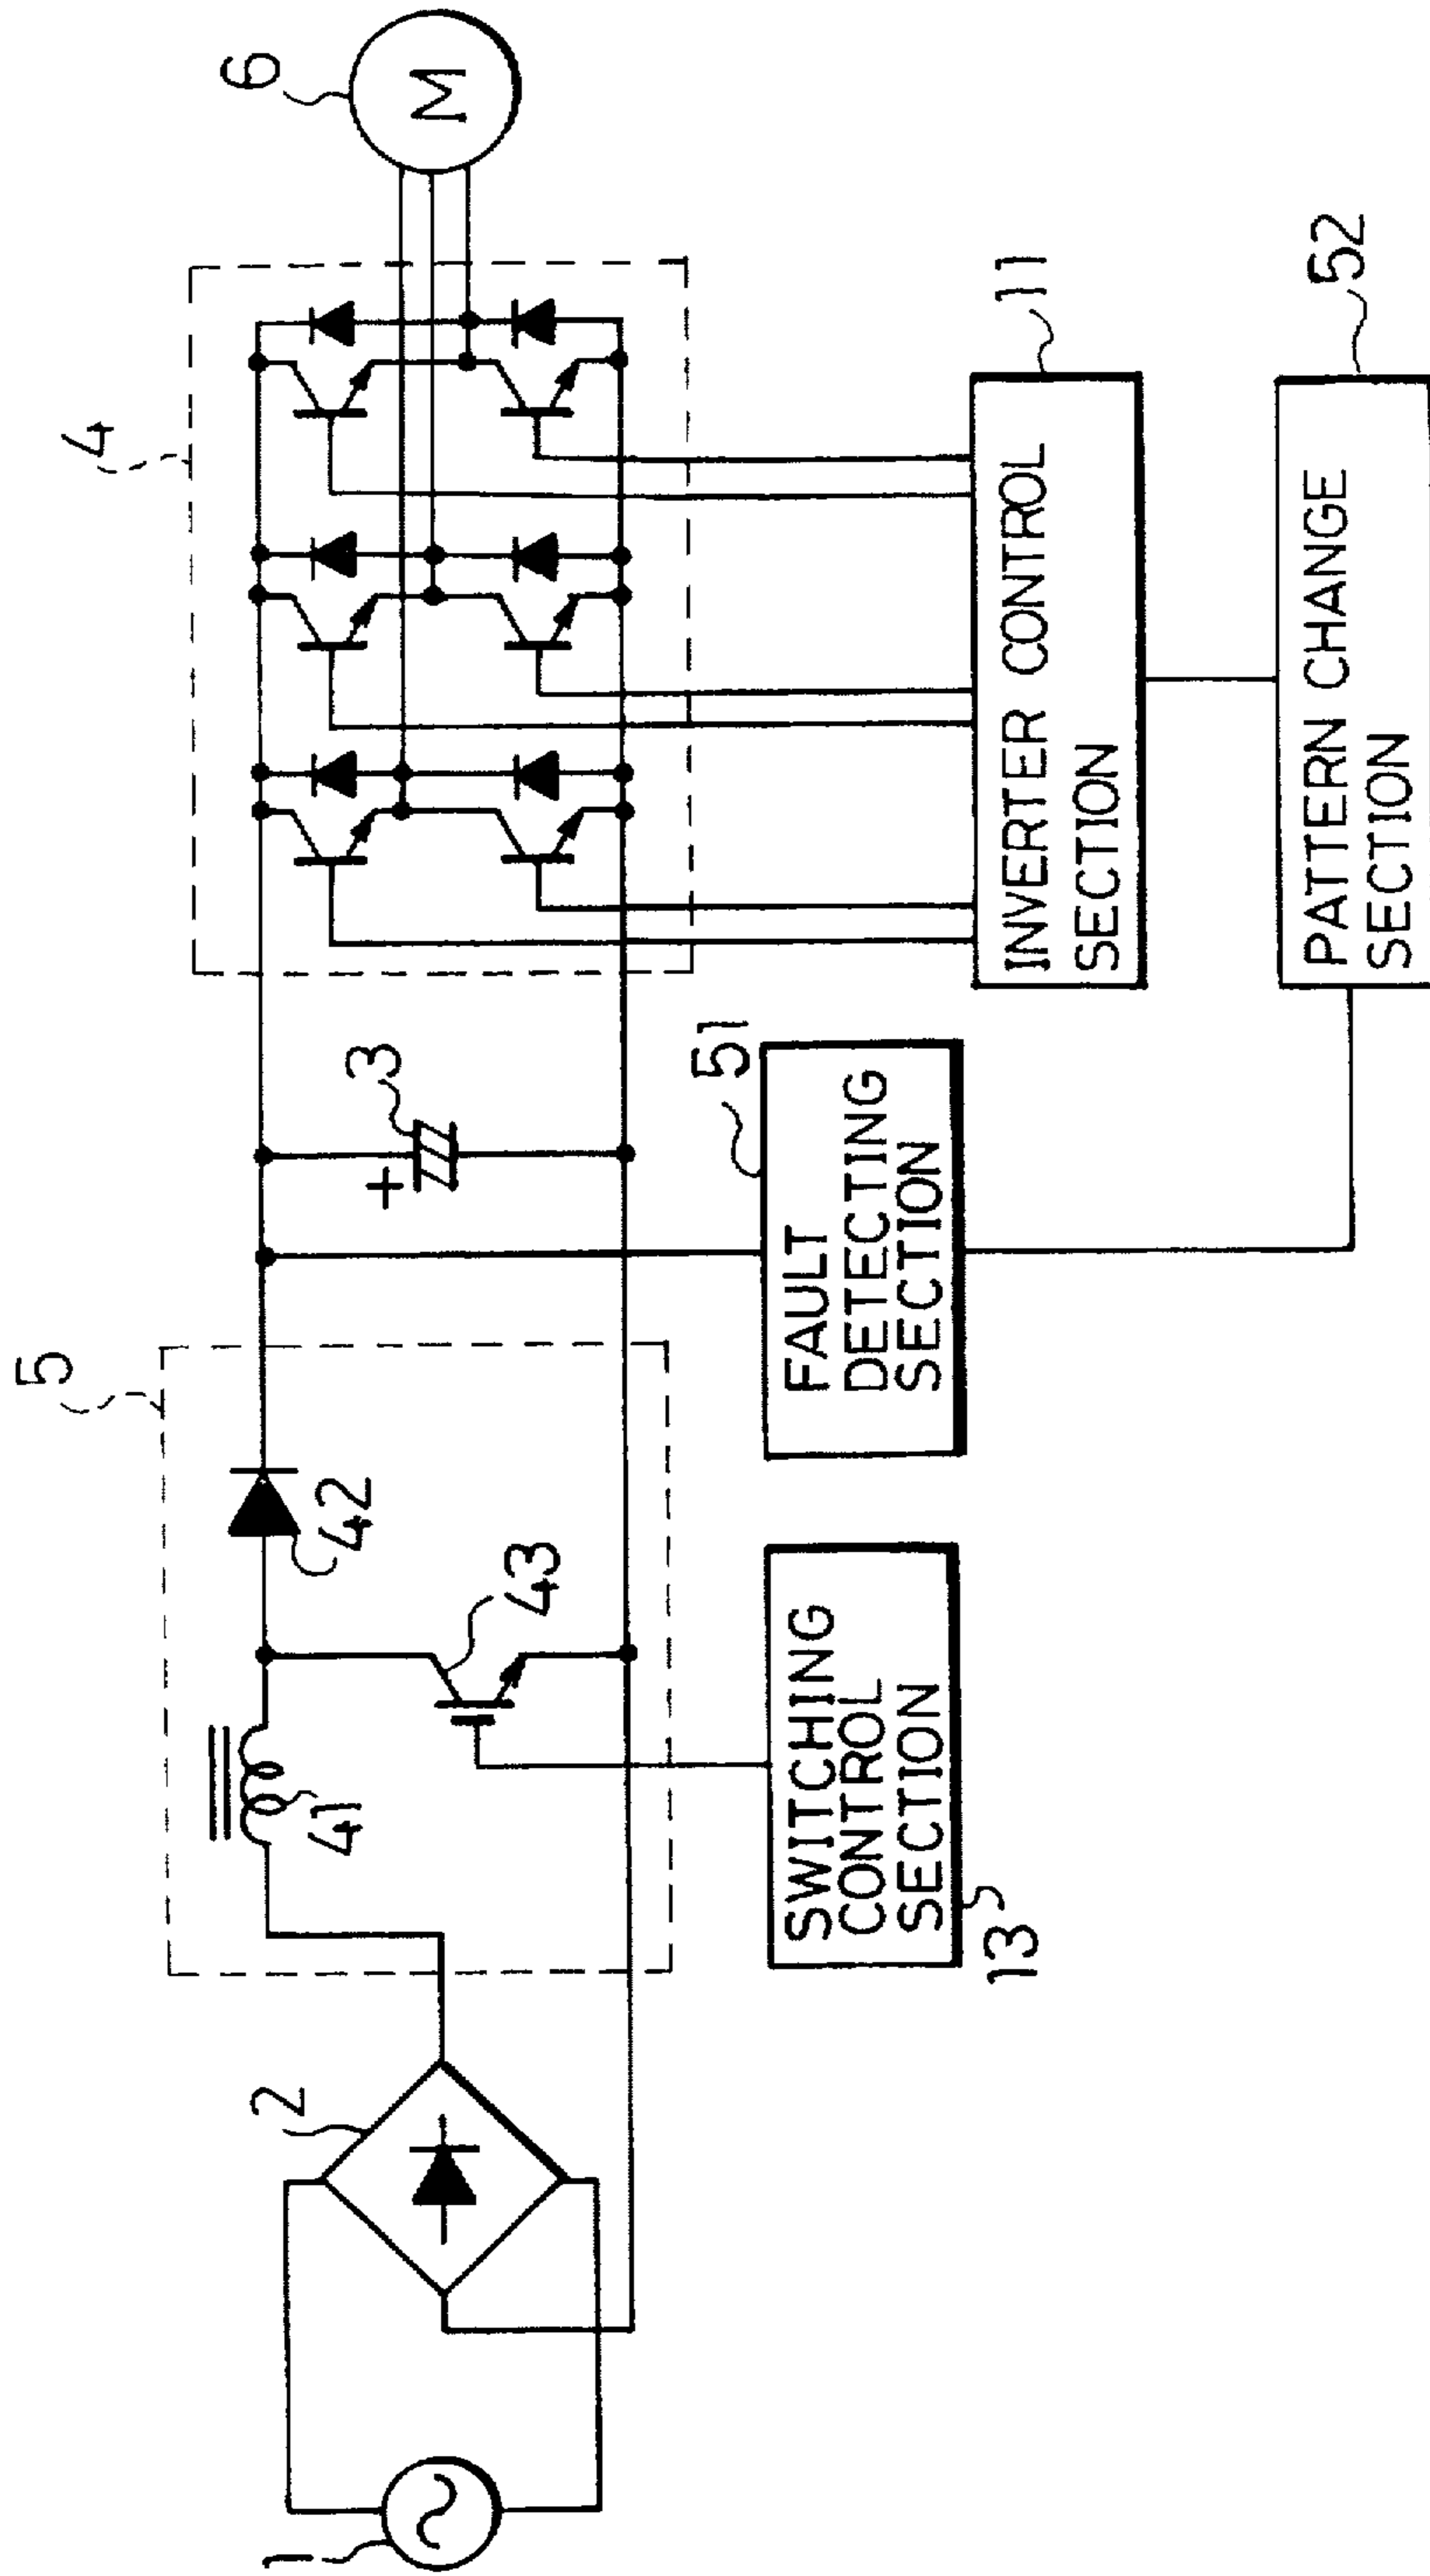 5
4
6
M
41
42
43
3
+
2
1
SWITCHING
CONTROL
SECTION
13
FAULT
DETECTING
SECTION
51
INVERTER CONTROL
SECTION
11
PATTERN CHANGE
SECTION
52